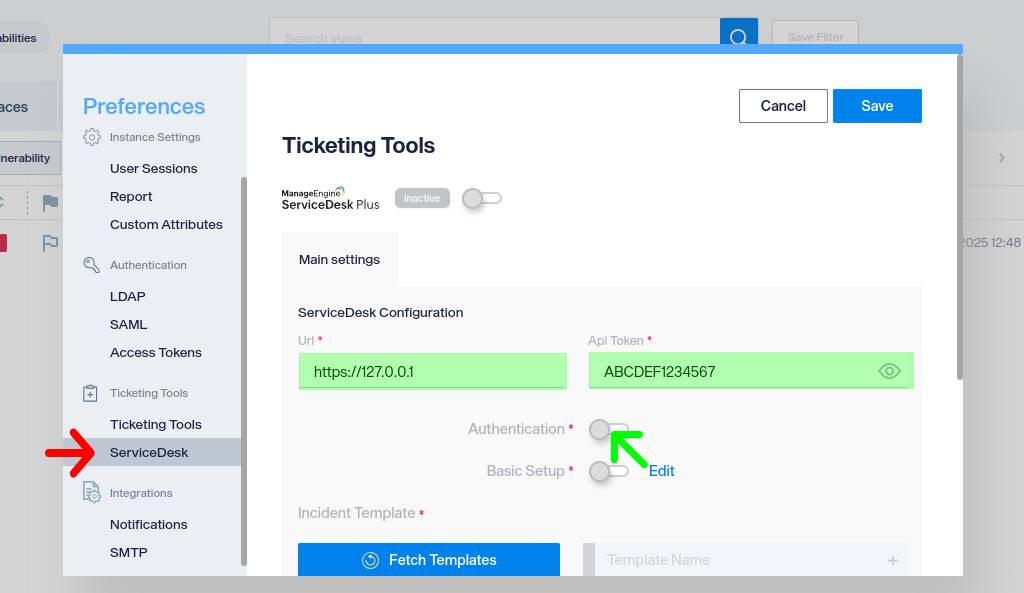 Search vulns
Save Filter
Preferences
Instance Settings
User Sessions
Report
Custom Attributes
Authentication
LDAP
SAML
Access Tokens
Ticketing Tools
Ticketing Tools
ServiceDesk
Integrations
Notifications
SMTP
Cancel
Save
Ticketing Tools
ManageEngine
ServiceDesk Plus
Inactive
Main settings
ServiceDesk Configuration
Url *
Api Token *
https://127.0.0.1
ABCDEF1234567
Authentication *
Basic Setup *
Edit
Incident Template *
Fetch Templates
Template Name
+
2025 12:48